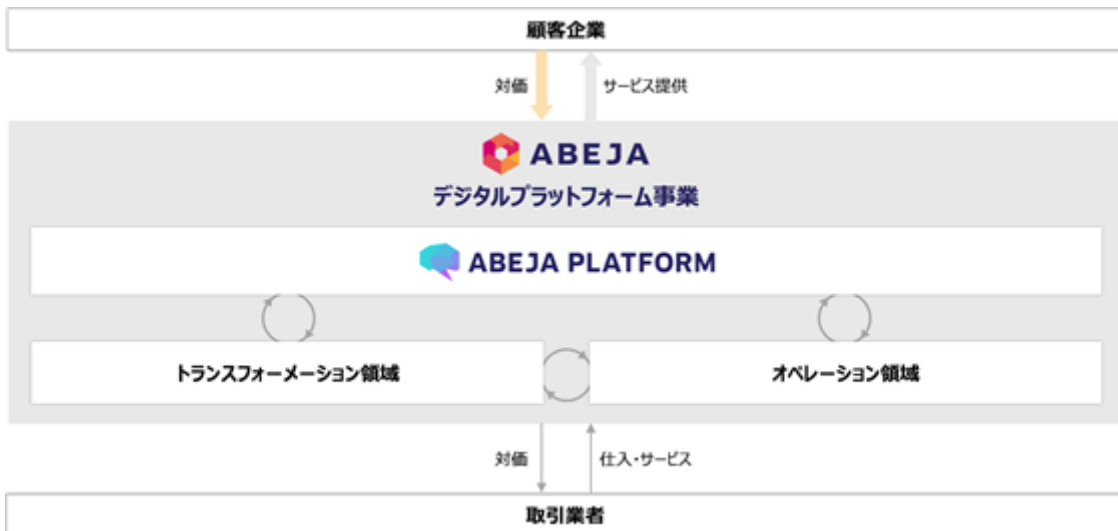 顧客企業
対価
サービス提供
ABEJA
デジタルプラットフォーム事業
ABEJA PLATFORM
トランスフォーメーション領域
オペレーション領域
対価
仕入・サービス
取引業者